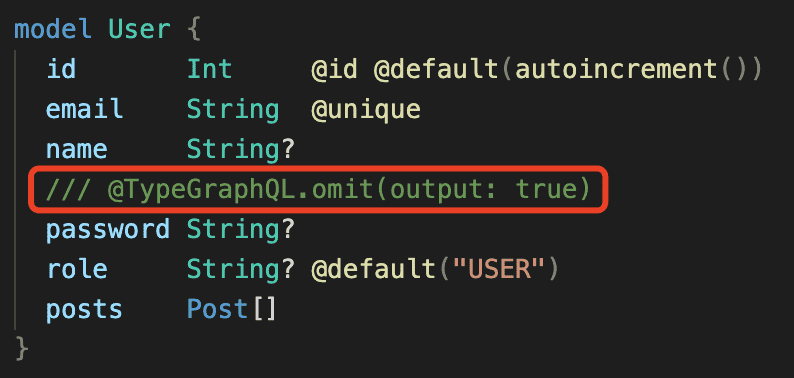 model User {
  id       Int     @id @default(autoincrement())
  email    String  @unique
  name     String?
  /// @TypeGraphQL.omit(output: true)
  password String?
  role     String? @default("USER")
  posts    Post[]
}